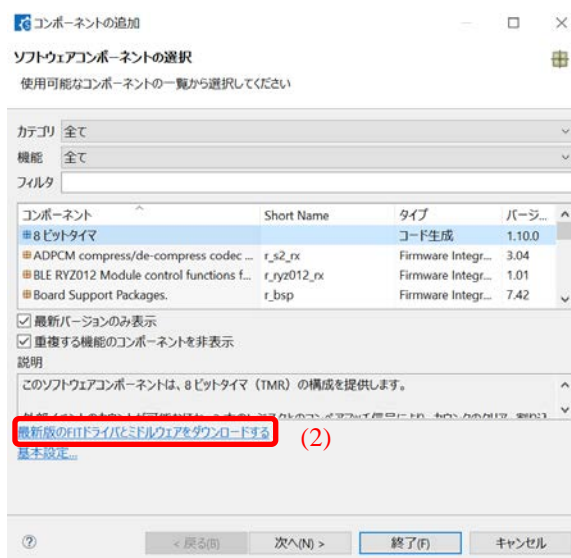 コンポーネントの追加
ソフトウェアコンポーネントの選択
使用可能なコンポーネントの一覧から選択してください
カテゴリ 全て
機能 全て
フィルタ
コンポーネント Short Name タイプ バージ...
8 ビットタイマ コード生成 1.10.0
ADPCM compress/de-compress codec ... r_s2_rx Firmware Integr... 3.04
BLE RYZ012 Module control functions f... r_ryz012_rx Firmware Integr... 1.01
Board Support Packages. r_bsp Firmware Integr... 7.42
最新バージョンのみ表示
重複する機能のコンポーネントを非表示
説明
このソフトウェアコンポーネントは、8 ビットタイマ（TMR）の構成を提供します。
最新版のFITドライバとミドルウェアをダウンロードする (2)
基本設定...
< 戻る(B) 次へ(N) > 終了(F) キャンセル